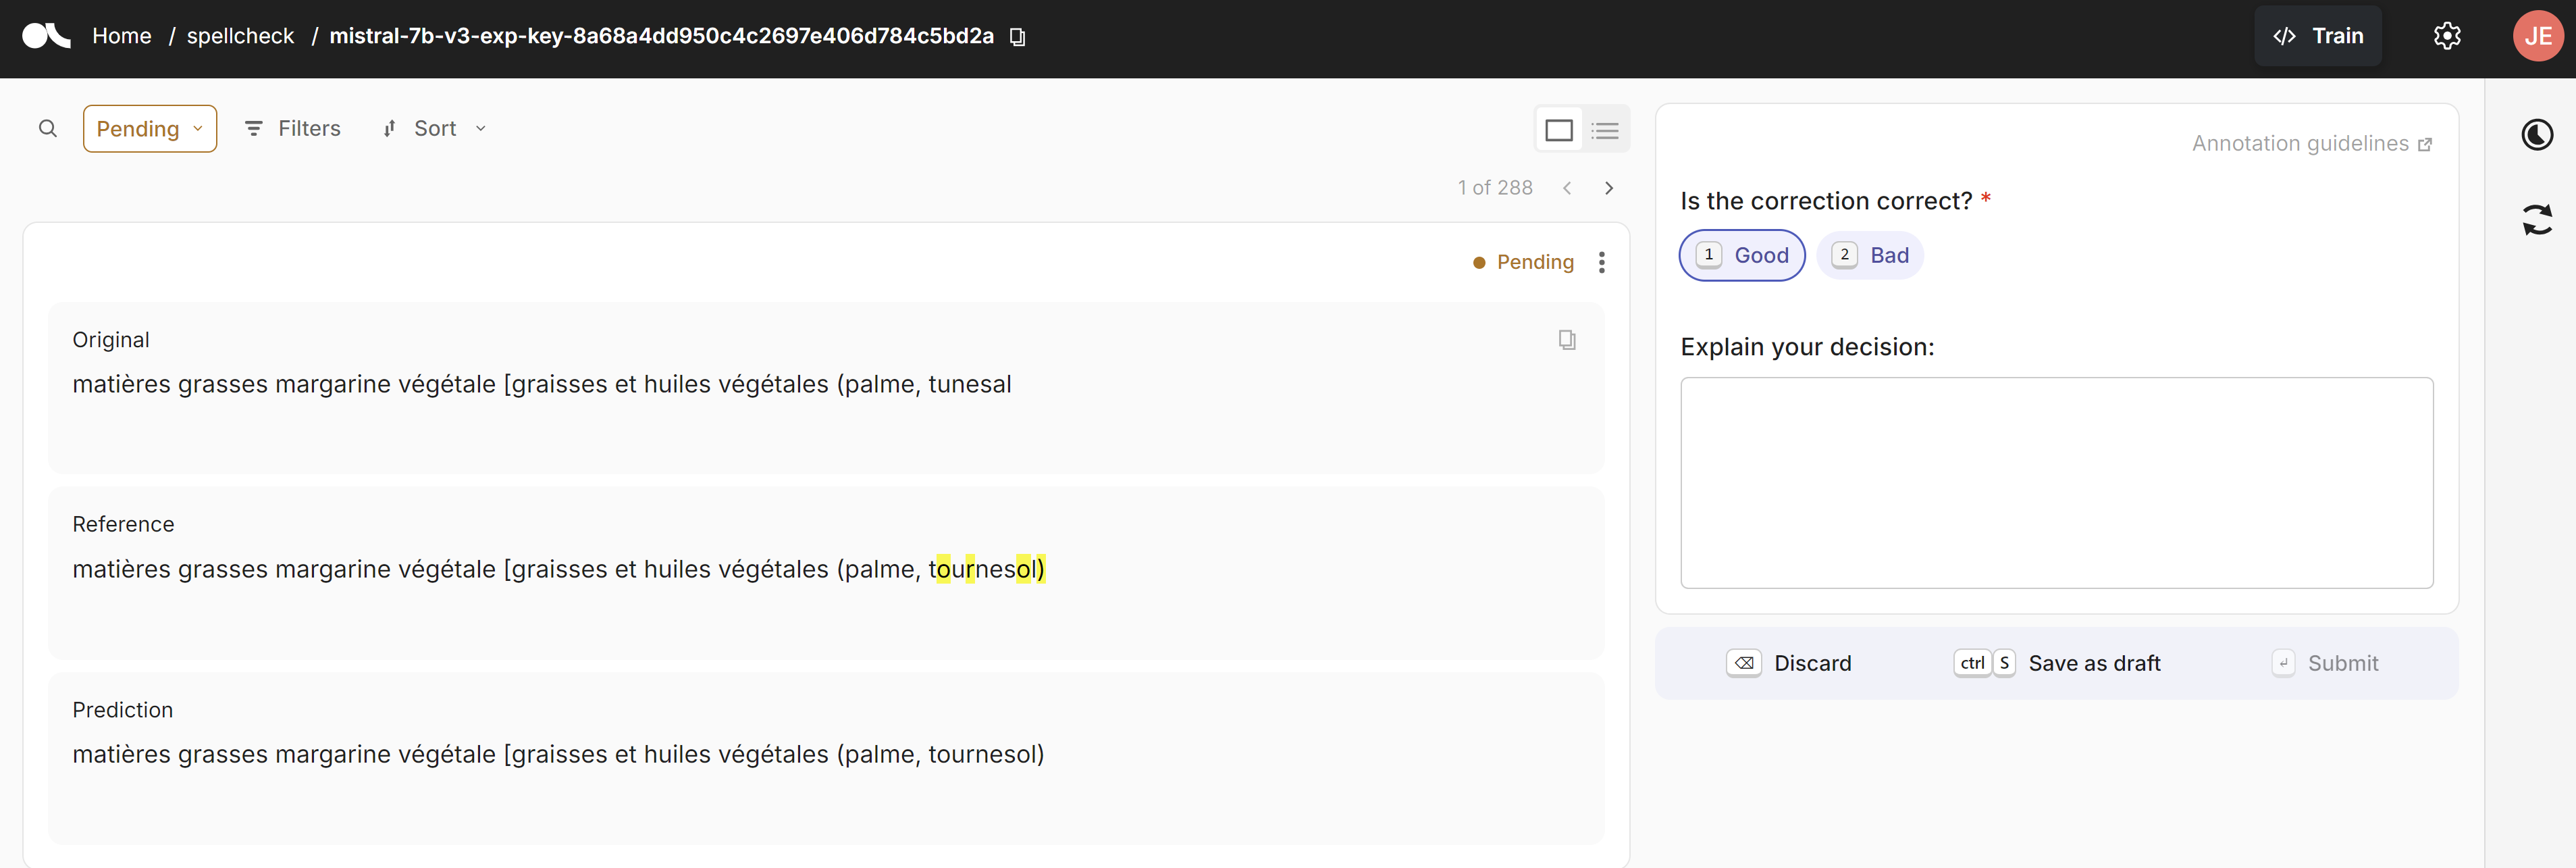 Home / spellcheck / mistral-7b-v3-exp-key-8a68a4dd950c4c2697e406d784c5bd2a
Train
JE
Pending
Filters
Sort
1 of 288
Pending
Original
matières grasses margarine végétale [graisses et huiles végétales (palme, tunesal
Reference
matières grasses margarine végétale [graisses et huiles végétales (palme, tournesol)
Prediction
matières grasses margarine végétale [graisses et huiles végétales (palme, tournesol)
Annotation guidelines
Is the correction correct? *
1 Good 2 Bad
Explain your decision:
Discard ctrl S Save as draft Submit